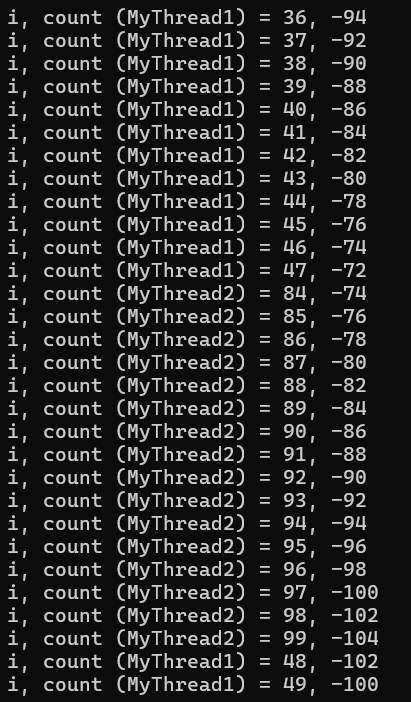 i, count (MyThread1) = 36, -94
i, count (MyThread1) = 37, -92
i, count (MyThread1) = 38, -90
i, count (MyThread1) = 39, -88
i, count (MyThread1) = 40, -86
i, count (MyThread1) = 41, -84
i, count (MyThread1) = 42, -82
i, count (MyThread1) = 43, -80
i, count (MyThread1) = 44, -78
i, count (MyThread1) = 45, -76
i, count (MyThread1) = 46, -74
i, count (MyThread1) = 47, -72
i, count (MyThread2) = 84, -74
i, count (MyThread2) = 85, -76
i, count (MyThread2) = 86, -78
i, count (MyThread2) = 87, -80
i, count (MyThread2) = 88, -82
i, count (MyThread2) = 89, -84
i, count (MyThread2) = 90, -86
i, count (MyThread2) = 91, -88
i, count (MyThread2) = 92, -90
i, count (MyThread2) = 93, -92
i, count (MyThread2) = 94, -94
i, count (MyThread2) = 95, -96
i, count (MyThread2) = 96, -98
i, count (MyThread2) = 97, -100
i, count (MyThread2) = 98, -102
i, count (MyThread2) = 99, -104
i, count (MyThread1) = 48, -102
i, count (MyThread1) = 49, -100